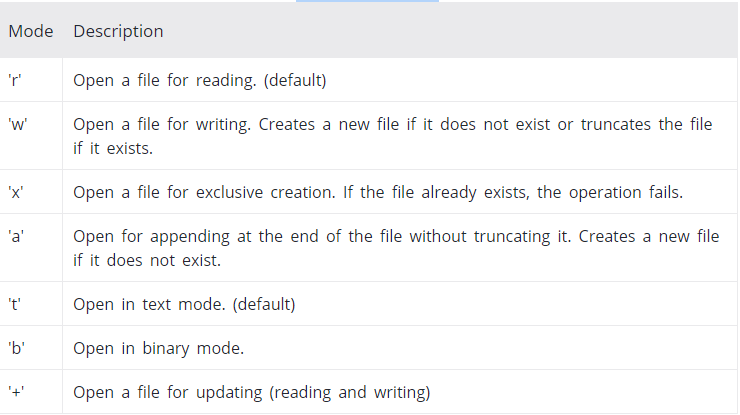 Mode Description
'r' Open a file for reading. (default)
'w' Open a file for writing. Creates a new file if it does not exist or truncates the file
if it exists.
'x' Open a file for exclusive creation. If the file already exists, the operation fails.
'a' Open for appending at the end of the file without truncating it. Creates a new file
if it does not exist.
't' Open in text mode. (default)
'b' Open in binary mode.
'+' Open a file for updating (reading and writing)